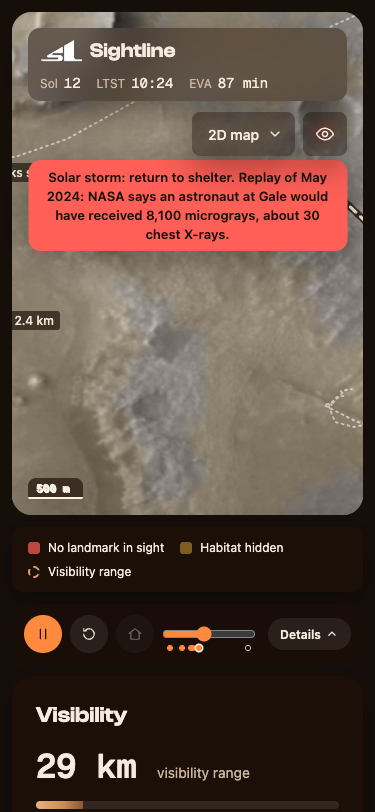 Sightline
Sol 12 LTST 10:24 EVA 87 min
2D map
Solar storm: return to shelter. Replay of May
2024: NASA says an astronaut at Gale would
have received 8,100 micrograys, about 30
chest X-rays.
2.4 km
500 m
No landmark in sight Habitat hidden
Visibility range
Details
Visibility
29 km visibility range